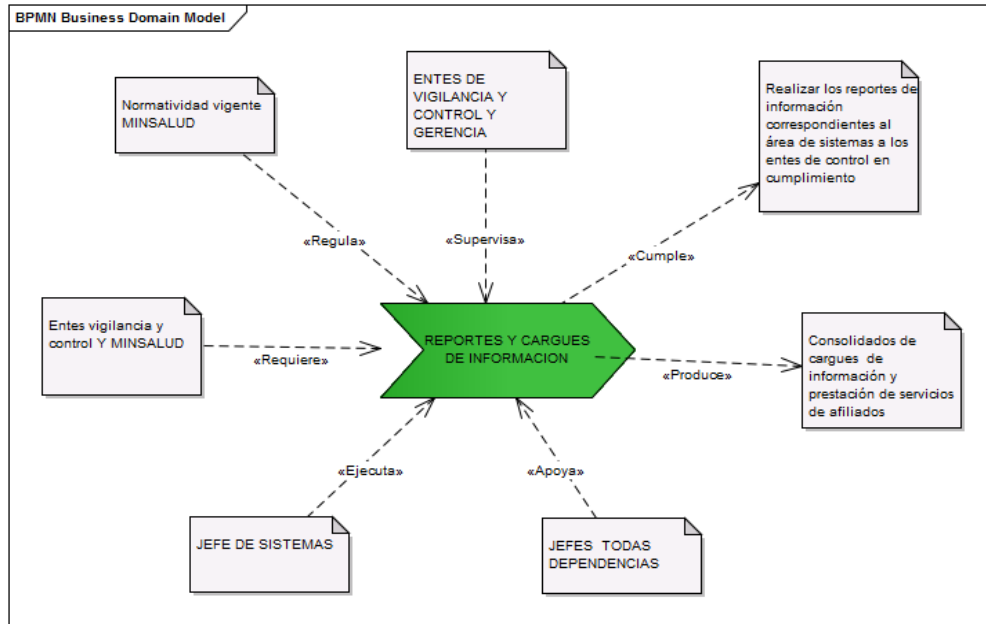 BPMN Business Domain Model
Normatividad vigente
MINSALUD
ENTES DE
VIGILANCIA Y
CONTROL Y
GERENCIA
Realizar los reportes de
información
correspondientes al
área de sistemas a los
entes de control en
cumplimiento
«Regula»
«Supervisa»
«Cumple»
Entes vigilancia y
control Y MINSALUD
«Requiere»
REPORTES Y CARGUES
DE INFORMACION
«Produce»
Consolidados de
cargues de
información y
prestación de servicios
de afiliados
«Ejecuta»
«Apoya»
JEFE DE SISTEMAS
JEFES TODAS
DEPENDENCIAS